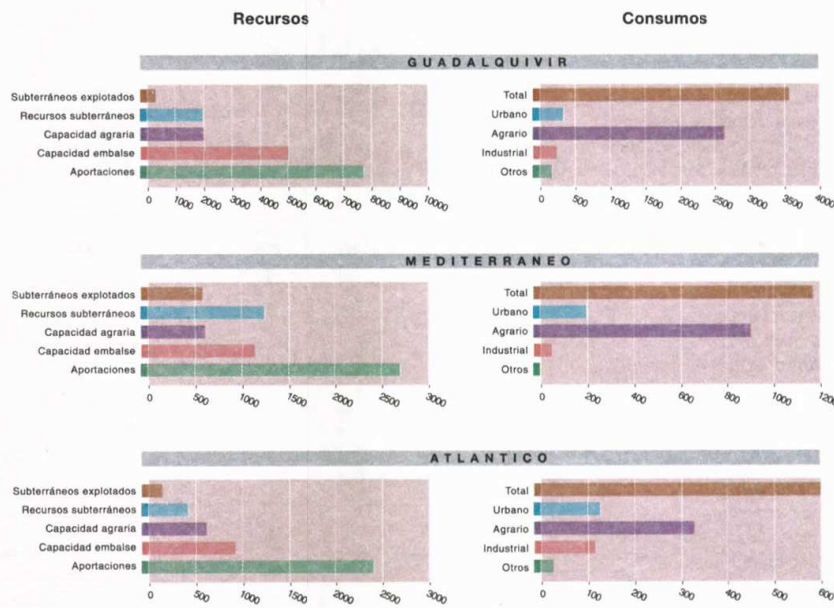 Recursos
Consumos
GUADALQUIVIR
Subterráneos explotados
Recursos subterráneos
Capacidad agraria
Capacidad embalse
Aportaciones
0 1000 2000 3000 4000 5000 6000 7000 8000 9000 10000
Total
Urbano
Agrario
Industrial
Otros
0 500 1000 1500 2000 2500 3000 3500 4000
MEDITERRANEO
Subterráneos explotados
Recursos subterráneos
Capacidad agraria
Capacidad embalse
Aportaciones
0 500 1000 1500 2000 2500 3000
Total
Urbano
Agrario
Industrial
Otros
0 200 400 600 800 1000 1200
ATLANTICO
Subterráneos explotados
Recursos subterráneos
Capacidad agraria
Capacidad embalse
Aportaciones
0 500 1000 1500 2000 2500 3000
Total
Urbano
Agrario
Industrial
Otros
0 100 200 300 400 500 600